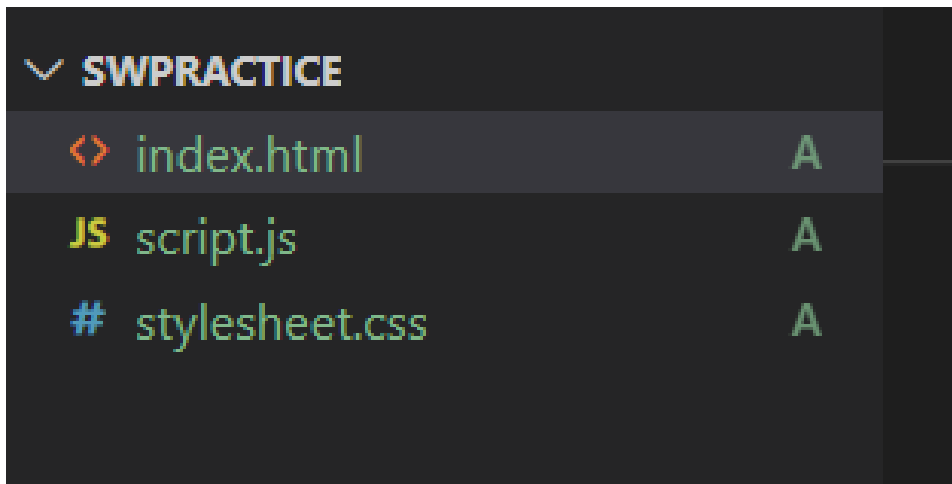 SWPRACTICE
<> index.html A
JS script.js A
# stylesheet.css A